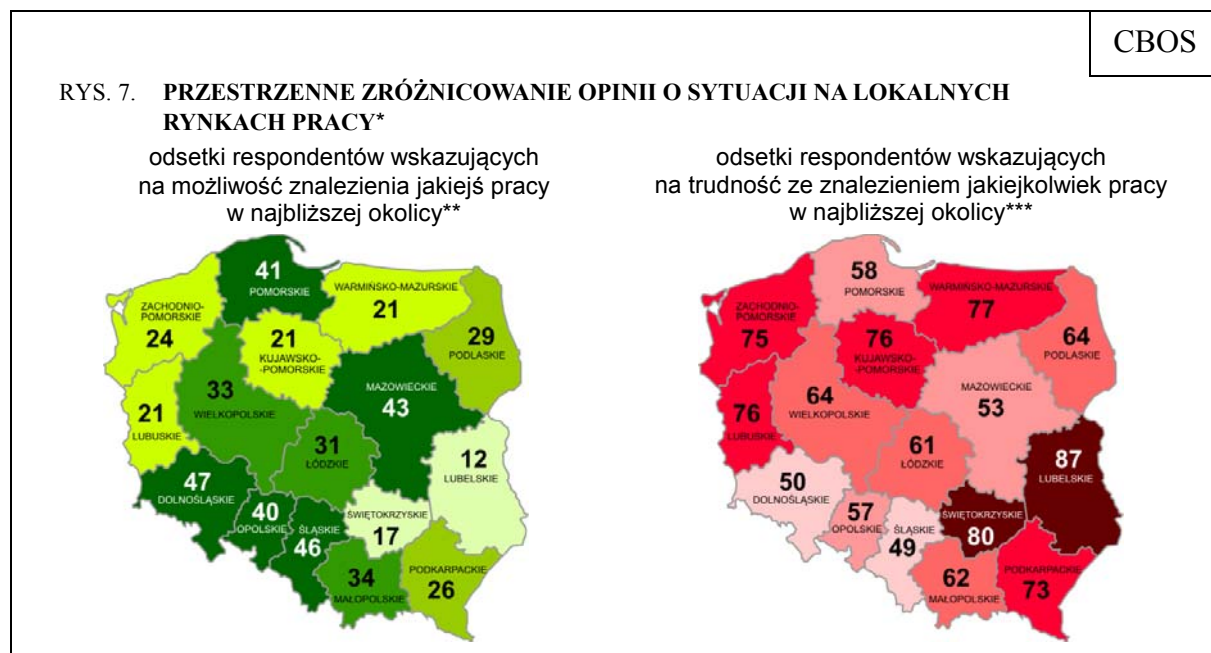 CBOS
RYS. 7. PRZESTRZENNE ZRÓŻNICOWANIE OPINII O SYTUACJI NA LOKALNYCH
RYNKACH PRACY*
odsetki respondentów wskazujących
na możliwość znalezienia jakiejś pracy
w najbliższej okolicy**
41
POMORSKIE
WARMIŃSKO-MAZURSKIE
21
ZACHODNIO-
POMORSKIE
24
21
KUJAWSKO-
-POMORSKIE
29
PODLASKIE
33
WIELKOPOLSKIE
MAZOWIECKIE
43
21
LUBUSKIE
31
ŁÓDZKIE
12
LUBELSKIE
47
DOLNOŚLĄSKIE
40
OPOLSKIE
ŚLĄSKIE
46
ŚWIĘTOKRZYSKIE
17
34
MAŁOPOLSKIE
PODKARPACKIE
26
odsetki respondentów wskazujących
na trudność ze znalezieniem jakiejkolwiek pracy
w najbliższej okolicy***
58
POMORSKIE
WARMIŃSKO-MAZURSKIE
77
ZACHODNIO-
POMORSKIE
75
76
KUJAWSKO-
-POMORSKIE
64
PODLASKIE
64
WIELKOPOLSKIE
MAZOWIECKIE
53
76
LUBUSKIE
61
ŁÓDZKIE
87
LUBELSKIE
50
DOLNOŚLĄSKIE
57
OPOLSKIE
ŚLĄSKIE
49
ŚWIĘTOKRZYSKIE
80
62
MAŁOPOLSKIE
PODKARPACKIE
73